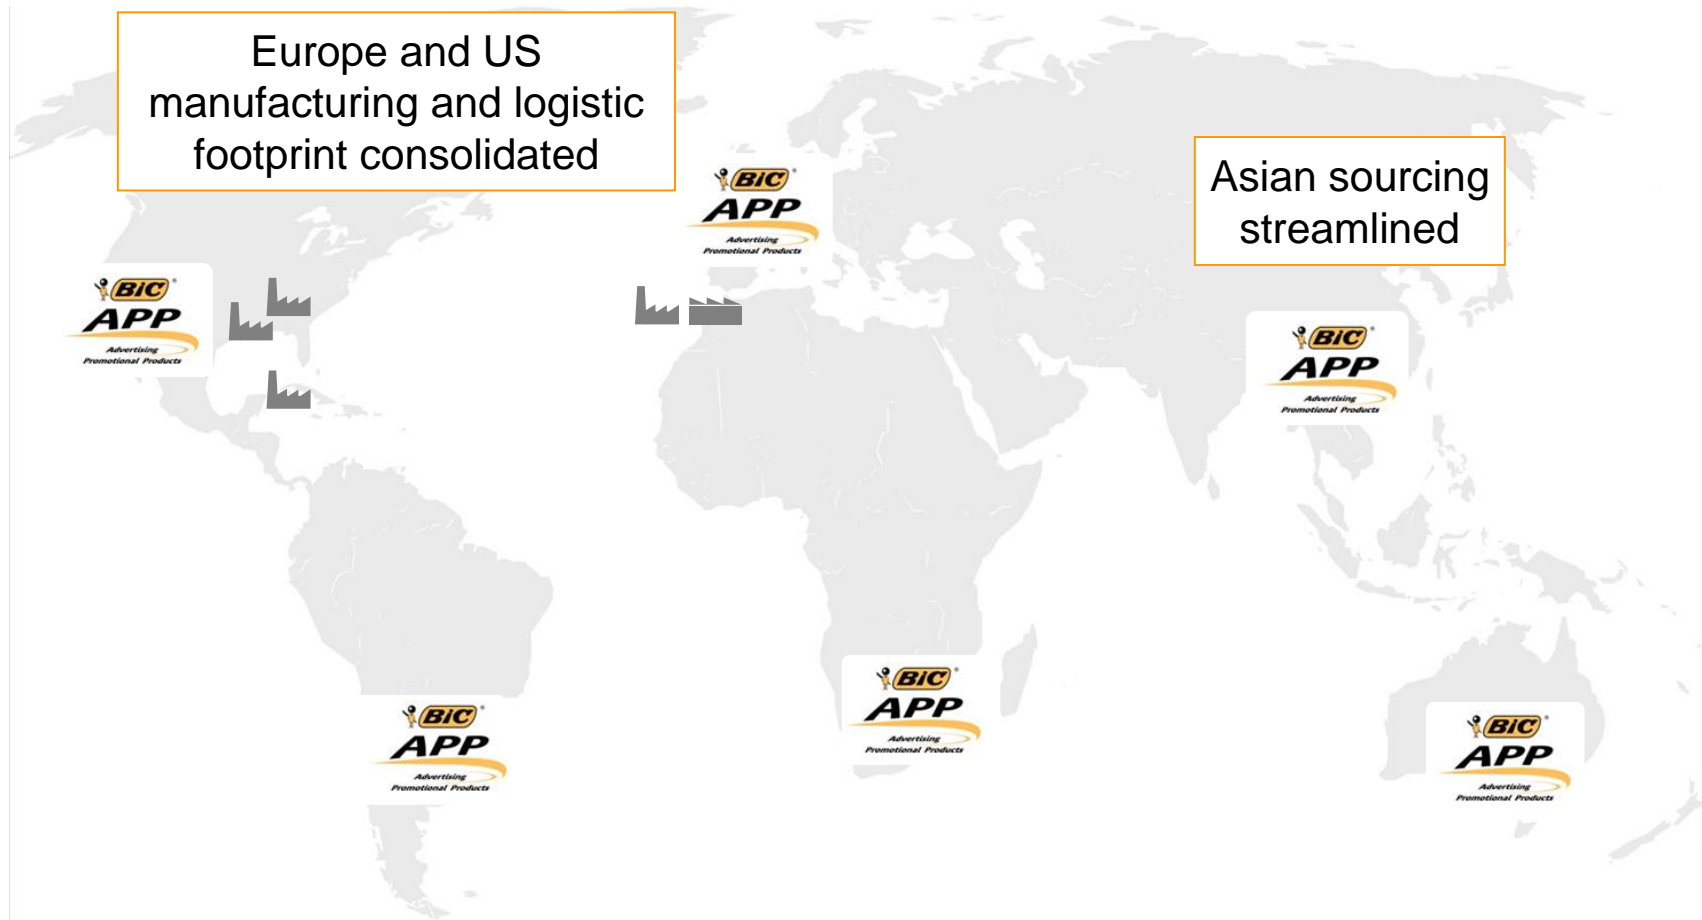 Europe and US
manufacturing and logistic
footprint consolidated
Asian sourcing
streamlined
BiC®
APP
Advertising
Promotional Products
BiC®
APP
Advertising
Promotional Products
BiC®
APP
Advertising
Promotional Products
BiC®
APP
Advertising
Promotional Products
BiC®
APP
Advertising
Promotional Products
BiC®
APP
Advertising
Promotional Products